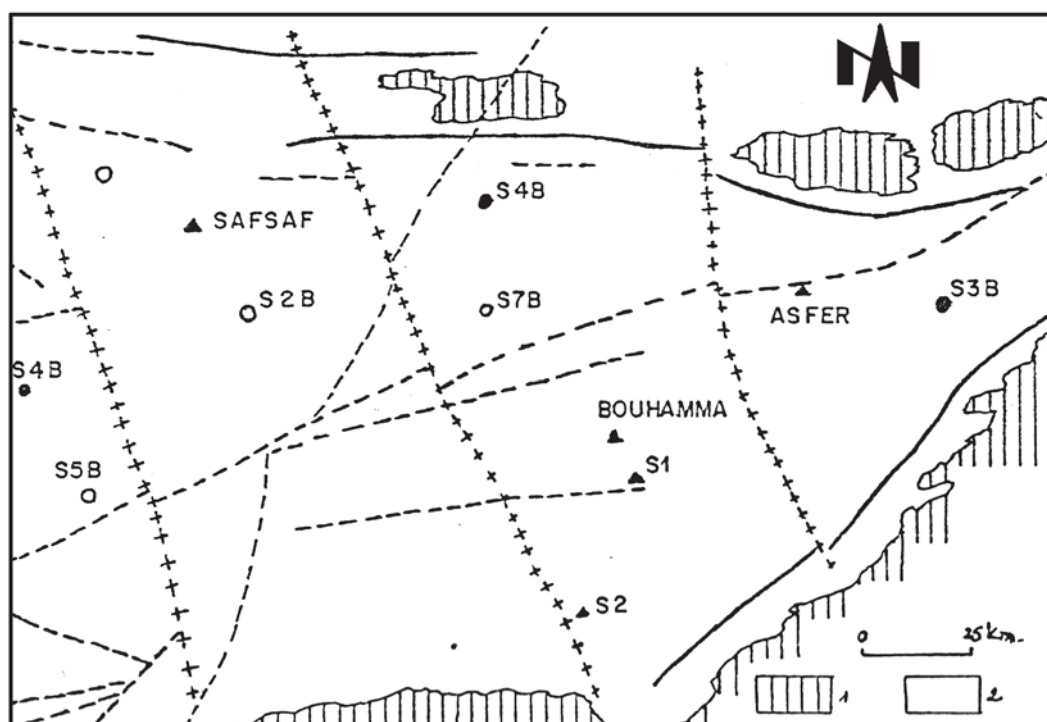 N
S4B
SAFSAF
S2B
S7B
S3B
ASFER
S4B
BOUHAMMA
S1
S5B
S2
0 25 Km.
1 2